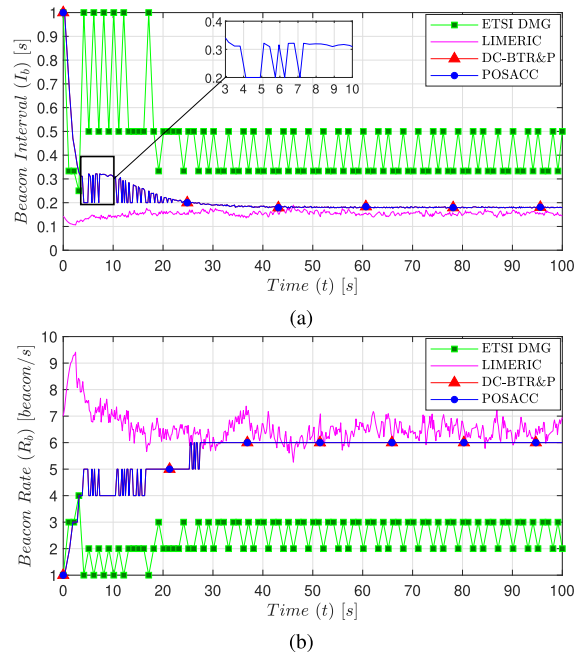 ETSI DMG
LIMERIC
DC-BTR&P
POSACC
Beacon Interval (I_b) [s]
1
0.9
0.8
0.7
0.6
0.5
0.4
0.3
0.2
0.1
0
0.4
0.3
0.2
3 4 5 6 7 8 9 10
0 10 20 30 40 50 60 70 80 90 100
Time (t) [s]
(a)
ETSI DMG
LIMERIC
DC-BTR&P
POSACC
Beacon Rate (R_b) [beacon/s]
10
9
8
7
6
5
4
3
2
1
0 10 20 30 40 50 60 70 80 90 100
Time (t) [s]
(b)